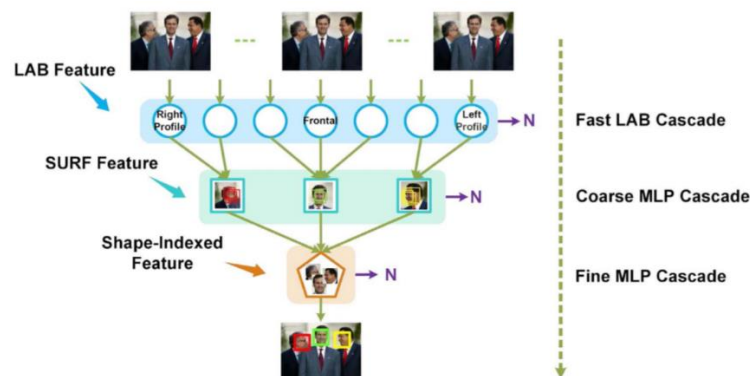 LAB Feature
Right
Profile
Frontal
Left
Profile
N
Fast LAB Cascade
SURF Feature
N
Coarse MLP Cascade
Shape-Indexed
Feature
N
Fine MLP Cascade